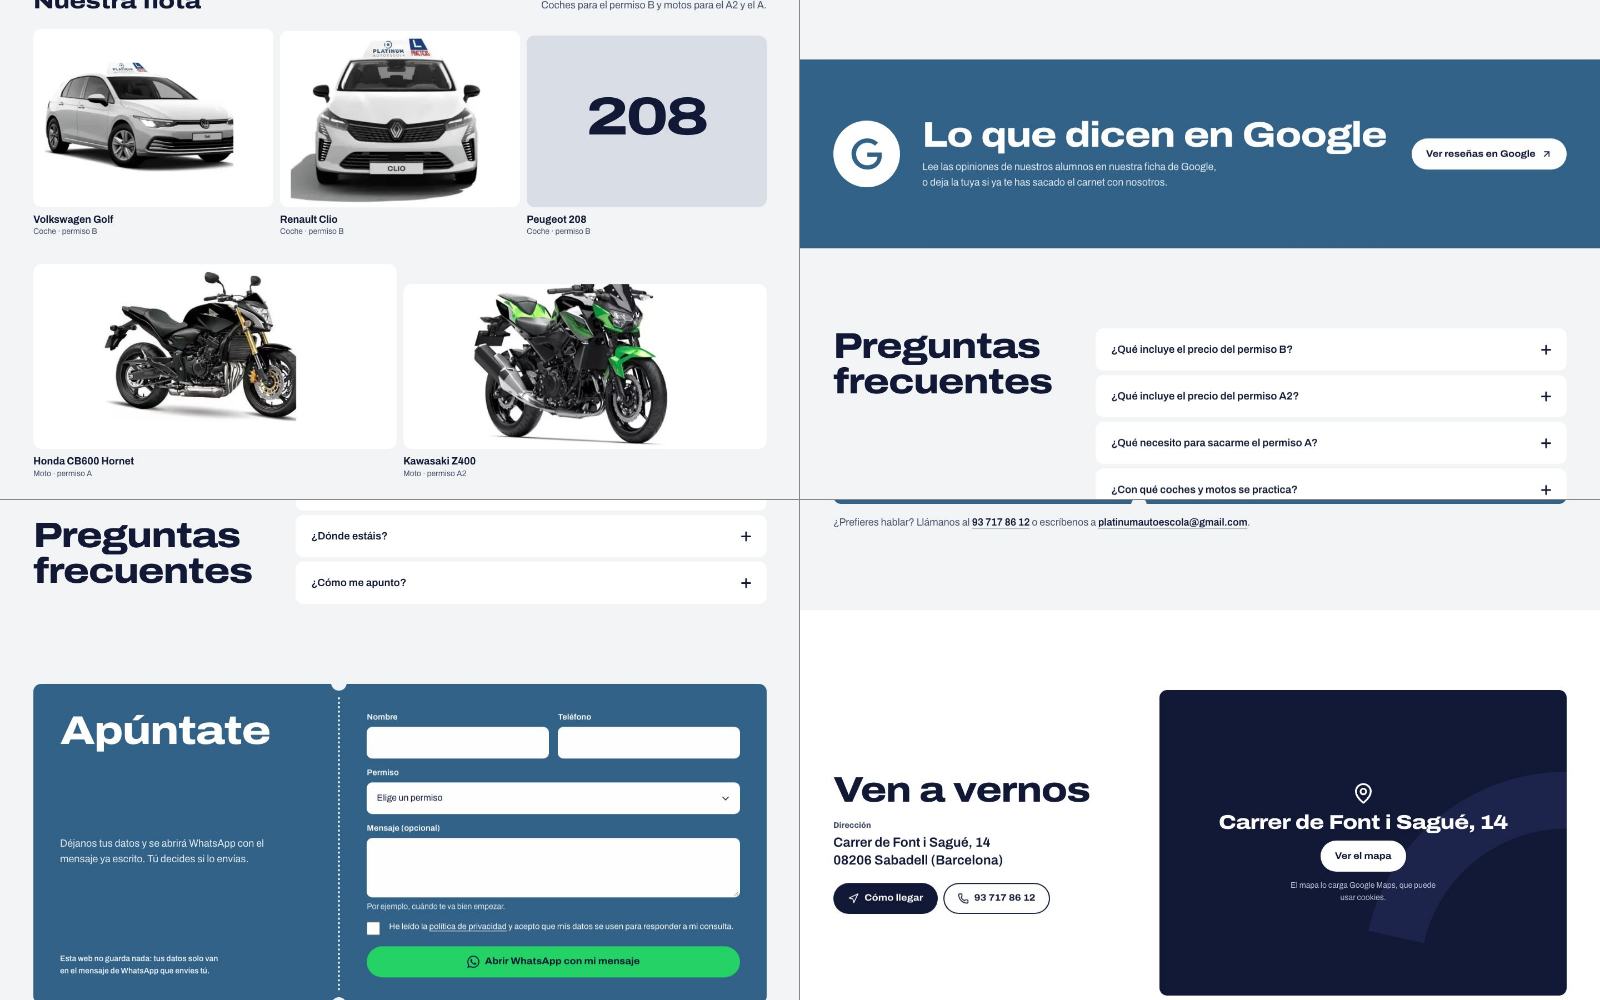 Nuestra flota
Coches para el permiso B y motos para el A2 y el A.
PLATINUM
L
PLATINUM
AUTOESCOLA
L
CLIO
208
Volkswagen Golf
Coche · permiso B
Renault Clio
Coche · permiso B
Peugeot 208
Coche · permiso B
Honda CB600 Hornet
Moto · permiso A
Kawasaki Z400
Moto · permiso A2
G
Lo que dicen en Google
Lee las opiniones de nuestros alumnos en nuestra ficha de Google,
o deja la tuya si ya te has sacado el carnet con nosotros.
Ver reseñas en Google
Preguntas
frecuentes
¿Qué incluye el precio del permiso B?
¿Qué incluye el precio del permiso A2?
¿Qué necesito para sacarme el permiso A?
¿Con qué coches y motos se practica?
Preguntas
frecuentes
¿Dónde estáis?
¿Cómo me apunto?
Apúntate
Déjanos tus datos y se abrirá WhatsApp con el
mensaje ya escrito. Tú decides si lo envías.
Esta web no guarda nada: tus datos solo van
en el mensaje de WhatsApp que envíes tú.
Nombre
Teléfono
Permiso
Elige un permiso
Mensaje (opcional)
Por ejemplo, cuándo te va bien empezar.
He leído la política de privacidad y acepto que mis datos se usen para responder a mi consulta.
Abrir WhatsApp con mi mensaje
¿Prefieres hablar? Llámanos al 93 717 86 12 o escríbenos a platinumautoescola@gmail.com.
Ven a vernos
Dirección
Carrer de Font i Sagué, 14
08206 Sabadell (Barcelona)
Cómo llegar
93 717 86 12
Carrer de Font i Sagué, 14
Ver el mapa
El mapa lo carga Google Maps, que puede
usar cookies.